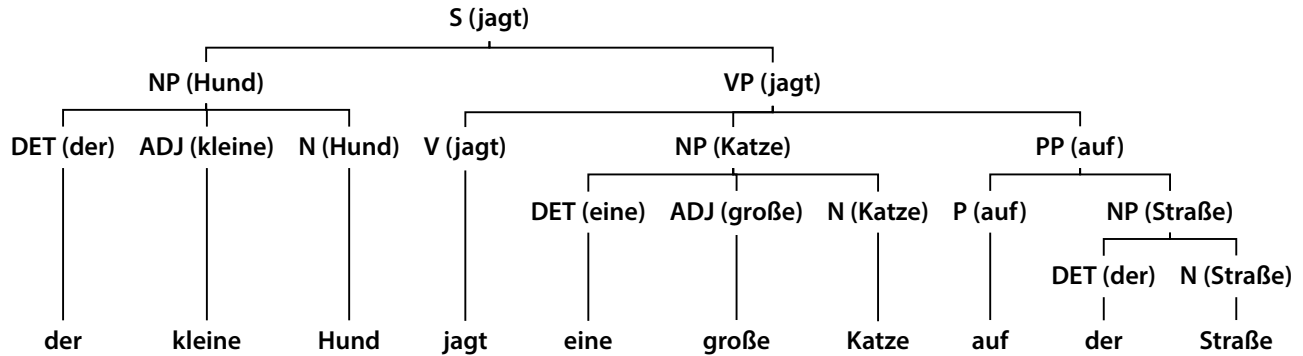 S (jagt)
NP (Hund) VP (jagt)
DET (der) ADJ (kleine) N (Hund) V (jagt) NP (Katze) PP (auf)
DET (eine) ADJ (große) N (Katze) P (auf) NP (Straße)
DET (der) N (Straße)
der kleine Hund jagt eine große Katze auf der Straße